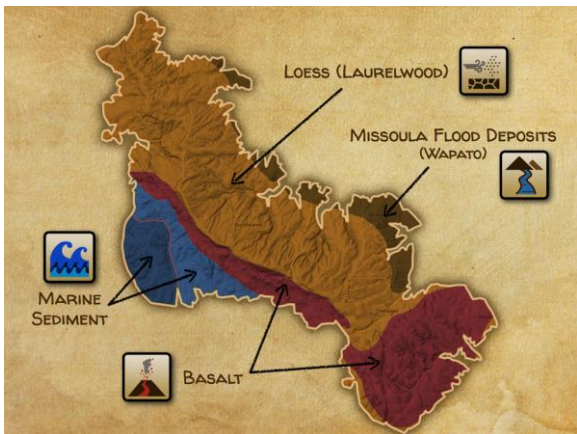 Loess (Laurelwood)
Missoula Flood Deposits
(Wapato)
Marine
Sediment
Basalt